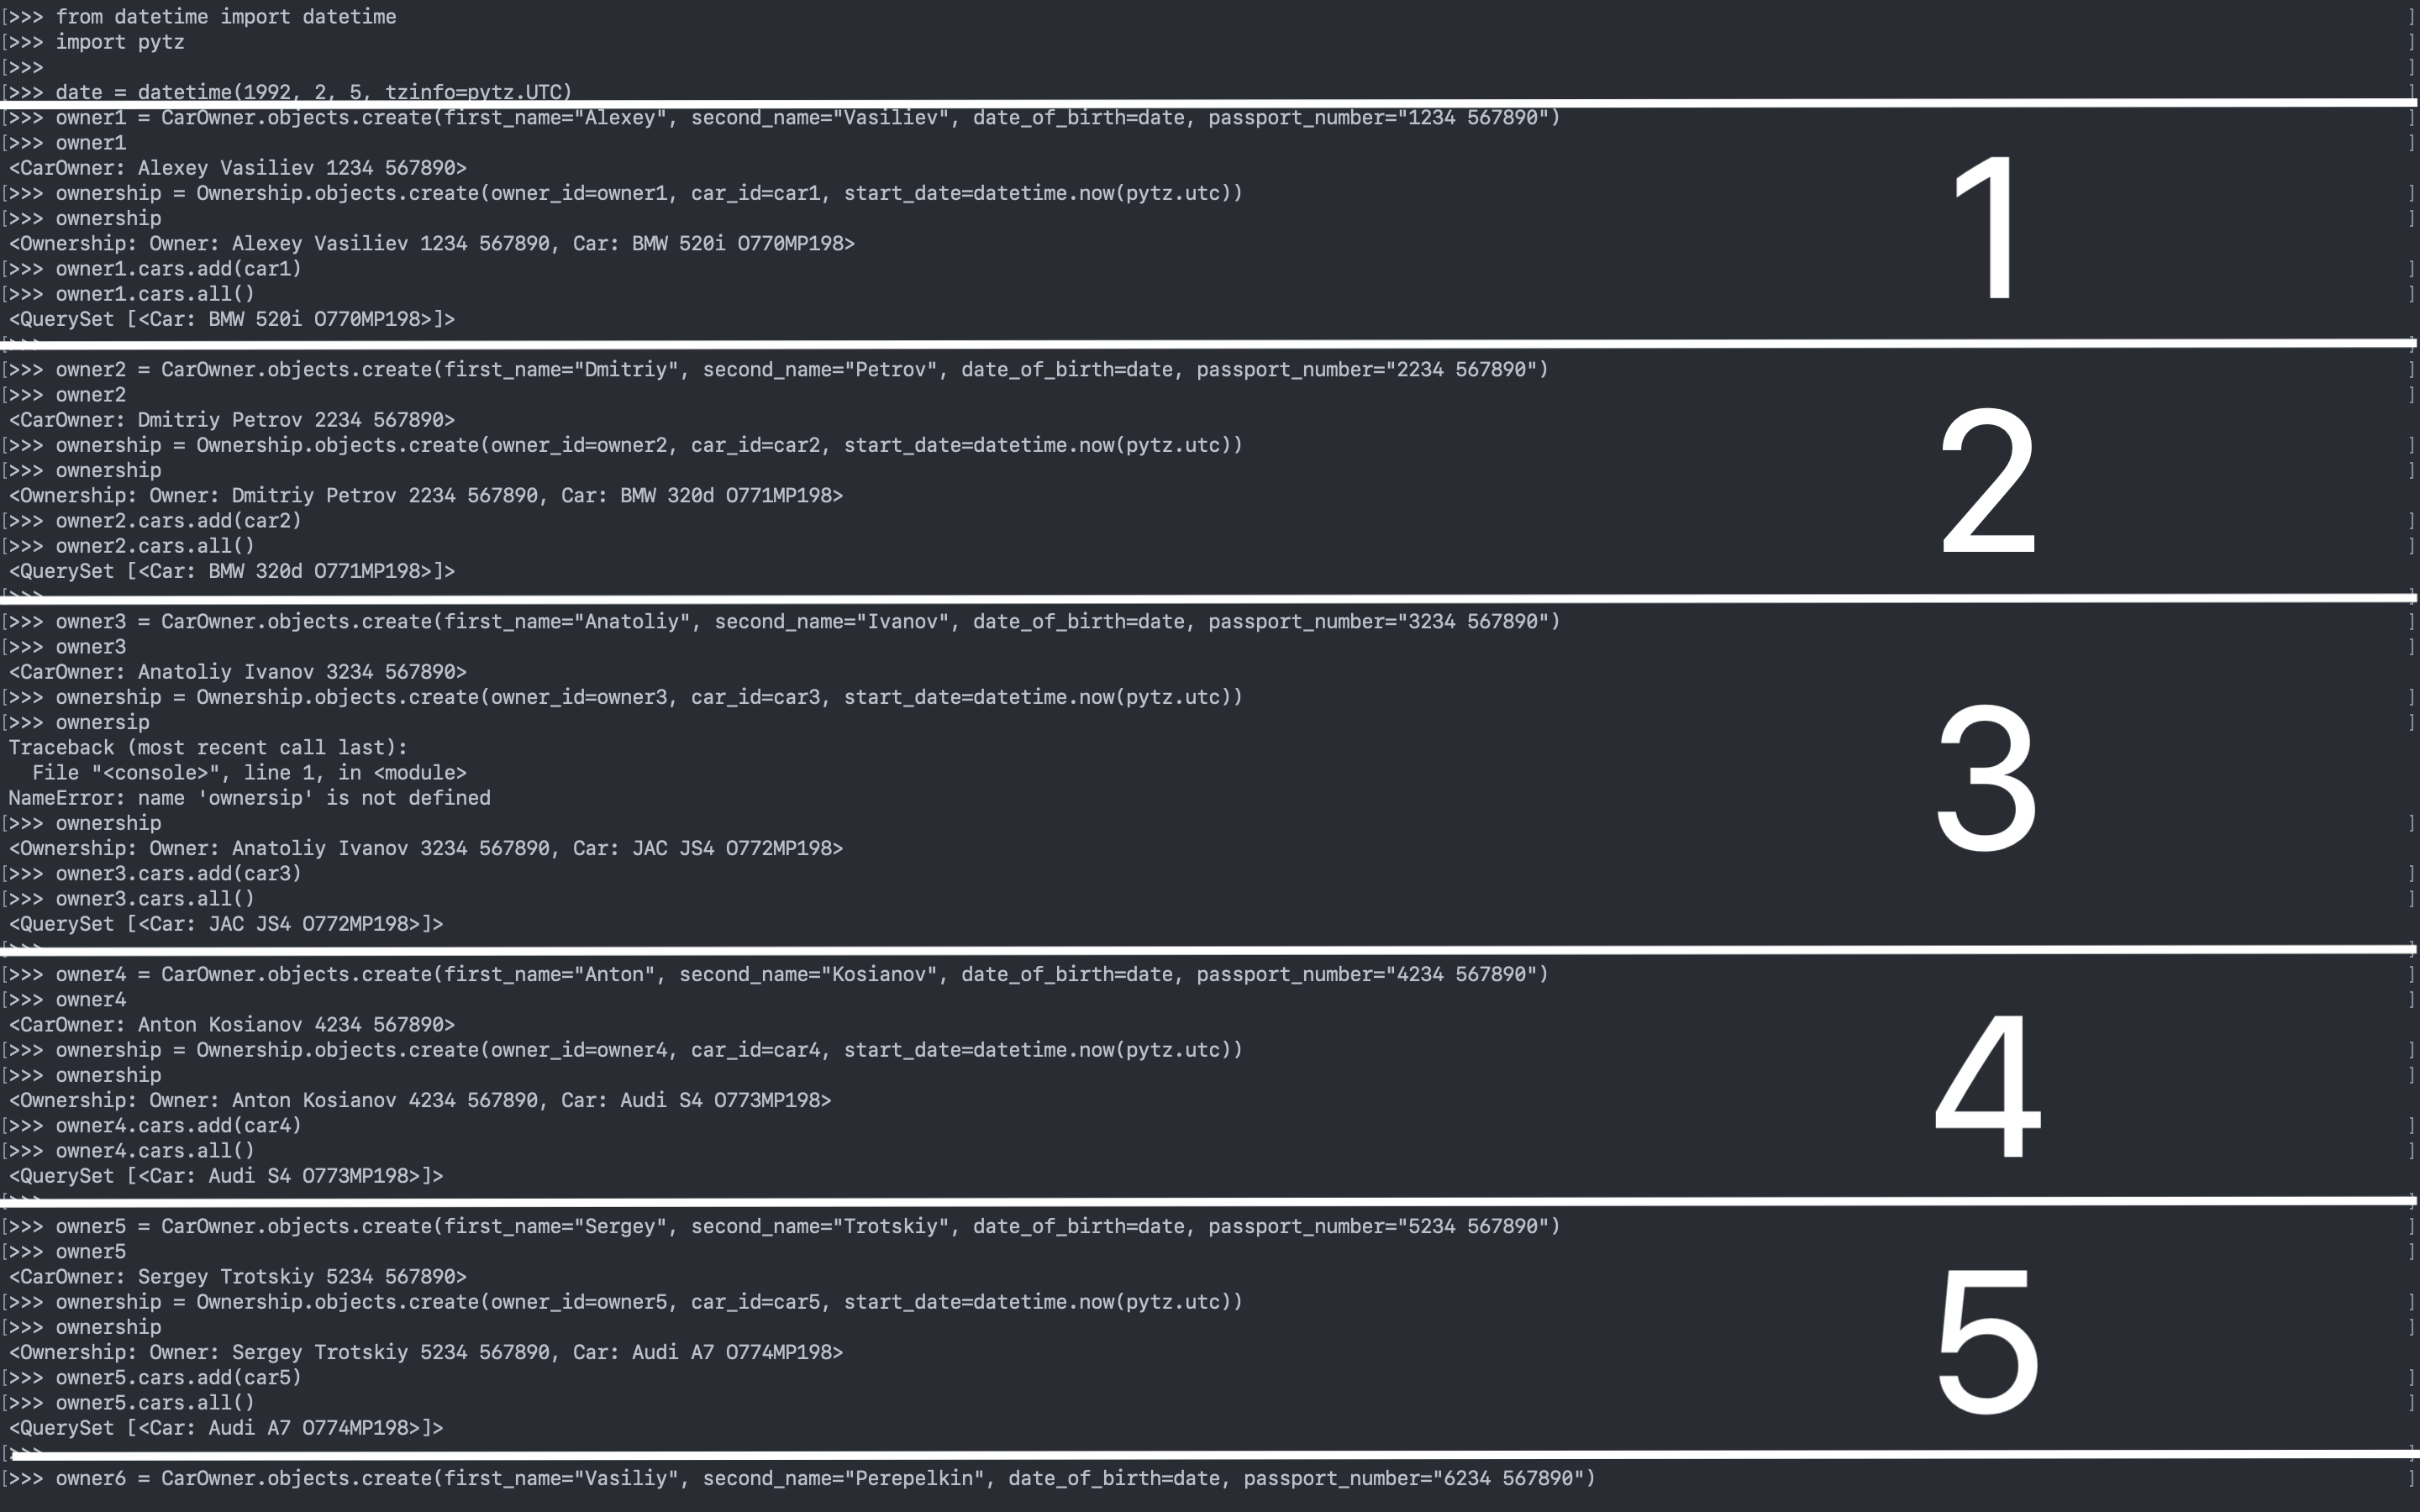 [>>> from datetime import datetime ]
[>>> import pytz ]
[>>> ]
[>>> date = datetime(1992, 2, 5, tzinfo=pytz.UTC) ]
[>>> owner1 = CarOwner.objects.create(first_name="Alexey", second_name="Vasiliev", date_of_birth=date, passport_number="1234 567890") ]
[>>> owner1 ]
<CarOwner: Alexey Vasiliev 1234 567890>
[>>> ownership = Ownership.objects.create(owner_id=owner1, car_id=car1, start_date=datetime.now(pytz.utc)) ]
[>>> ownership ]
<Ownership: Owner: Alexey Vasiliev 1234 567890, Car: BMW 520i O770MP198>
[>>> owner1.cars.add(car1) ]
[>>> owner1.cars.all() ]
<QuerySet [<Car: BMW 520i O770MP198>]>
1
[>>> ]
[>>> owner2 = CarOwner.objects.create(first_name="Dmitriy", second_name="Petrov", date_of_birth=date, passport_number="2234 567890") ]
[>>> owner2 ]
<CarOwner: Dmitriy Petrov 2234 567890>
[>>> ownership = Ownership.objects.create(owner_id=owner2, car_id=car2, start_date=datetime.now(pytz.utc)) ]
[>>> ownership ]
<Ownership: Owner: Dmitriy Petrov 2234 567890, Car: BMW 320d O771MP198>
[>>> owner2.cars.add(car2) ]
[>>> owner2.cars.all() ]
<QuerySet [<Car: BMW 320d O771MP198>]>
2
[>>> ]
[>>> owner3 = CarOwner.objects.create(first_name="Anatoliy", second_name="Ivanov", date_of_birth=date, passport_number="3234 567890") ]
[>>> owner3 ]
<CarOwner: Anatoliy Ivanov 3234 567890>
[>>> ownership = Ownership.objects.create(owner_id=owner3, car_id=car3, start_date=datetime.now(pytz.utc)) ]
[>>> ownersip ]
Traceback (most recent call last):
File "<console>", line 1, in <module>
NameError: name 'ownersip' is not defined
[>>> ownership ]
<Ownership: Owner: Anatoliy Ivanov 3234 567890, Car: JAC JS4 O772MP198>
[>>> owner3.cars.add(car3) ]
[>>> owner3.cars.all() ]
<QuerySet [<Car: JAC JS4 O772MP198>]>
3
[>>> ]
[>>> owner4 = CarOwner.objects.create(first_name="Anton", second_name="Kosianov", date_of_birth=date, passport_number="4234 567890") ]
[>>> owner4 ]
<CarOwner: Anton Kosianov 4234 567890>
[>>> ownership = Ownership.objects.create(owner_id=owner4, car_id=car4, start_date=datetime.now(pytz.utc)) ]
[>>> ownership ]
<Ownership: Owner: Anton Kosianov 4234 567890, Car: Audi S4 O773MP198>
[>>> owner4.cars.add(car4) ]
[>>> owner4.cars.all() ]
<QuerySet [<Car: Audi S4 O773MP198>]>
4
[>>> ]
[>>> owner5 = CarOwner.objects.create(first_name="Sergey", second_name="Trotskiy", date_of_birth=date, passport_number="5234 567890") ]
[>>> owner5 ]
<CarOwner: Sergey Trotskiy 5234 567890>
[>>> ownership = Ownership.objects.create(owner_id=owner5, car_id=car5, start_date=datetime.now(pytz.utc)) ]
[>>> ownership ]
<Ownership: Owner: Sergey Trotskiy 5234 567890, Car: Audi A7 O774MP198>
[>>> owner5.cars.add(car5) ]
[>>> owner5.cars.all() ]
<QuerySet [<Car: Audi A7 O774MP198>]>
5
[>>> ]
[>>> owner6 = CarOwner.objects.create(first_name="Vasiliy", second_name="Perepelkin", date_of_birth=date, passport_number="6234 567890") ]